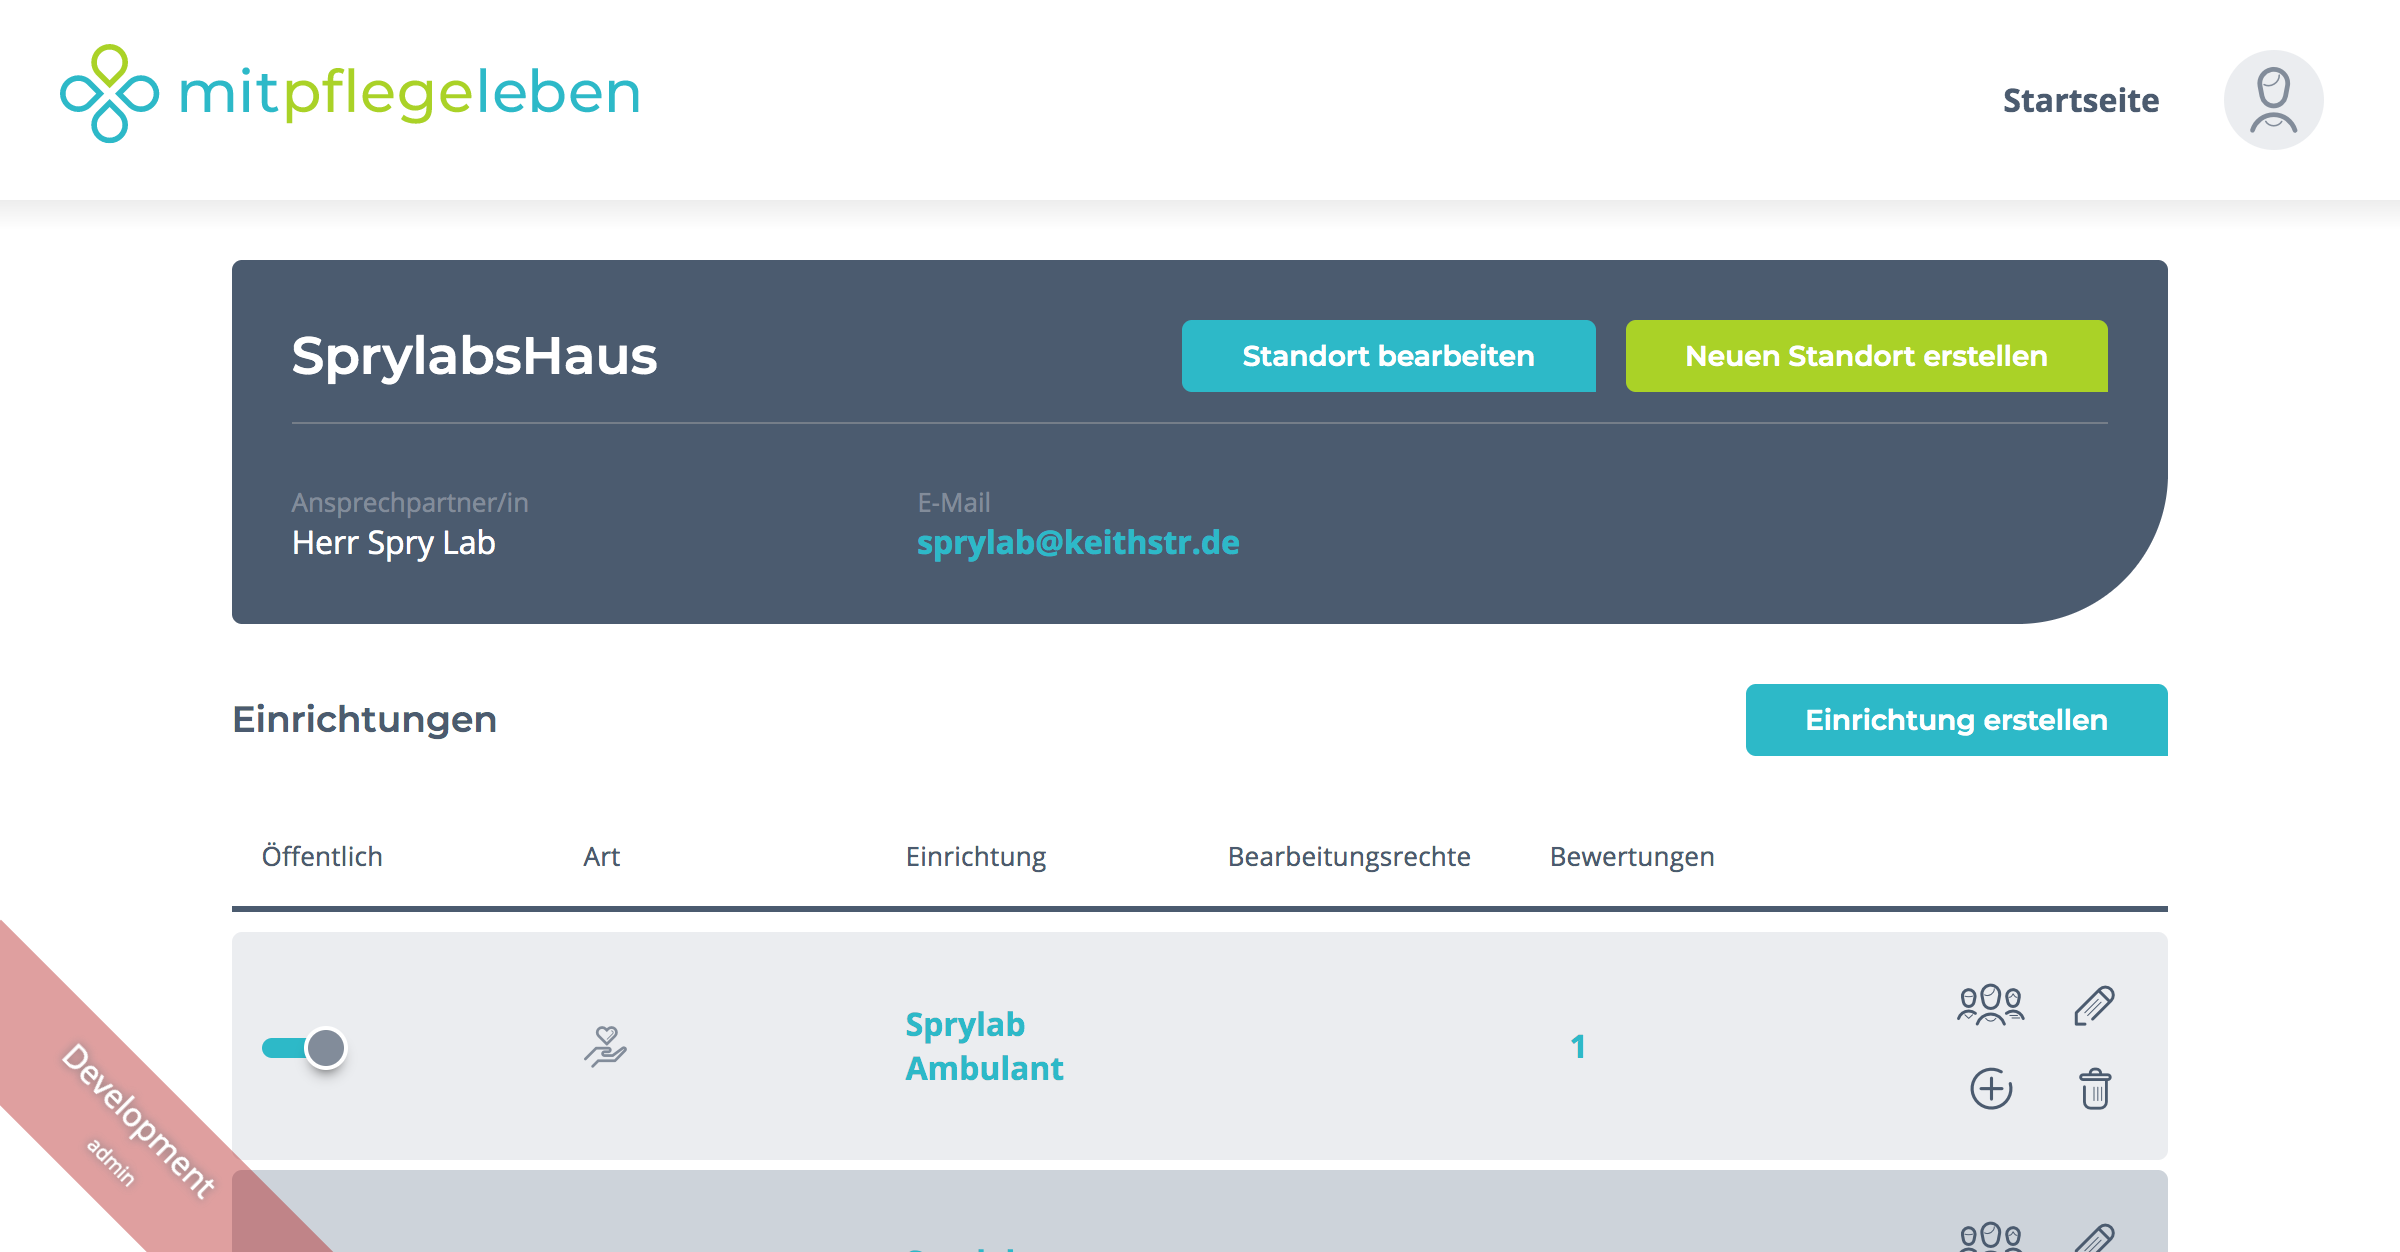 mitpflegeleben
Startseite
SprylabsHaus
Standort bearbeiten
Neuen Standort erstellen
Ansprechpartner/in
E-Mail
Herr Spry Lab
sprylab@keithstr.de
Einrichtungen
Einrichtung erstellen
Öffentlich
Art
Einrichtung
Bearbeitungsrechte
Bewertungen
Sprylab
Ambulant
1
Development
admin